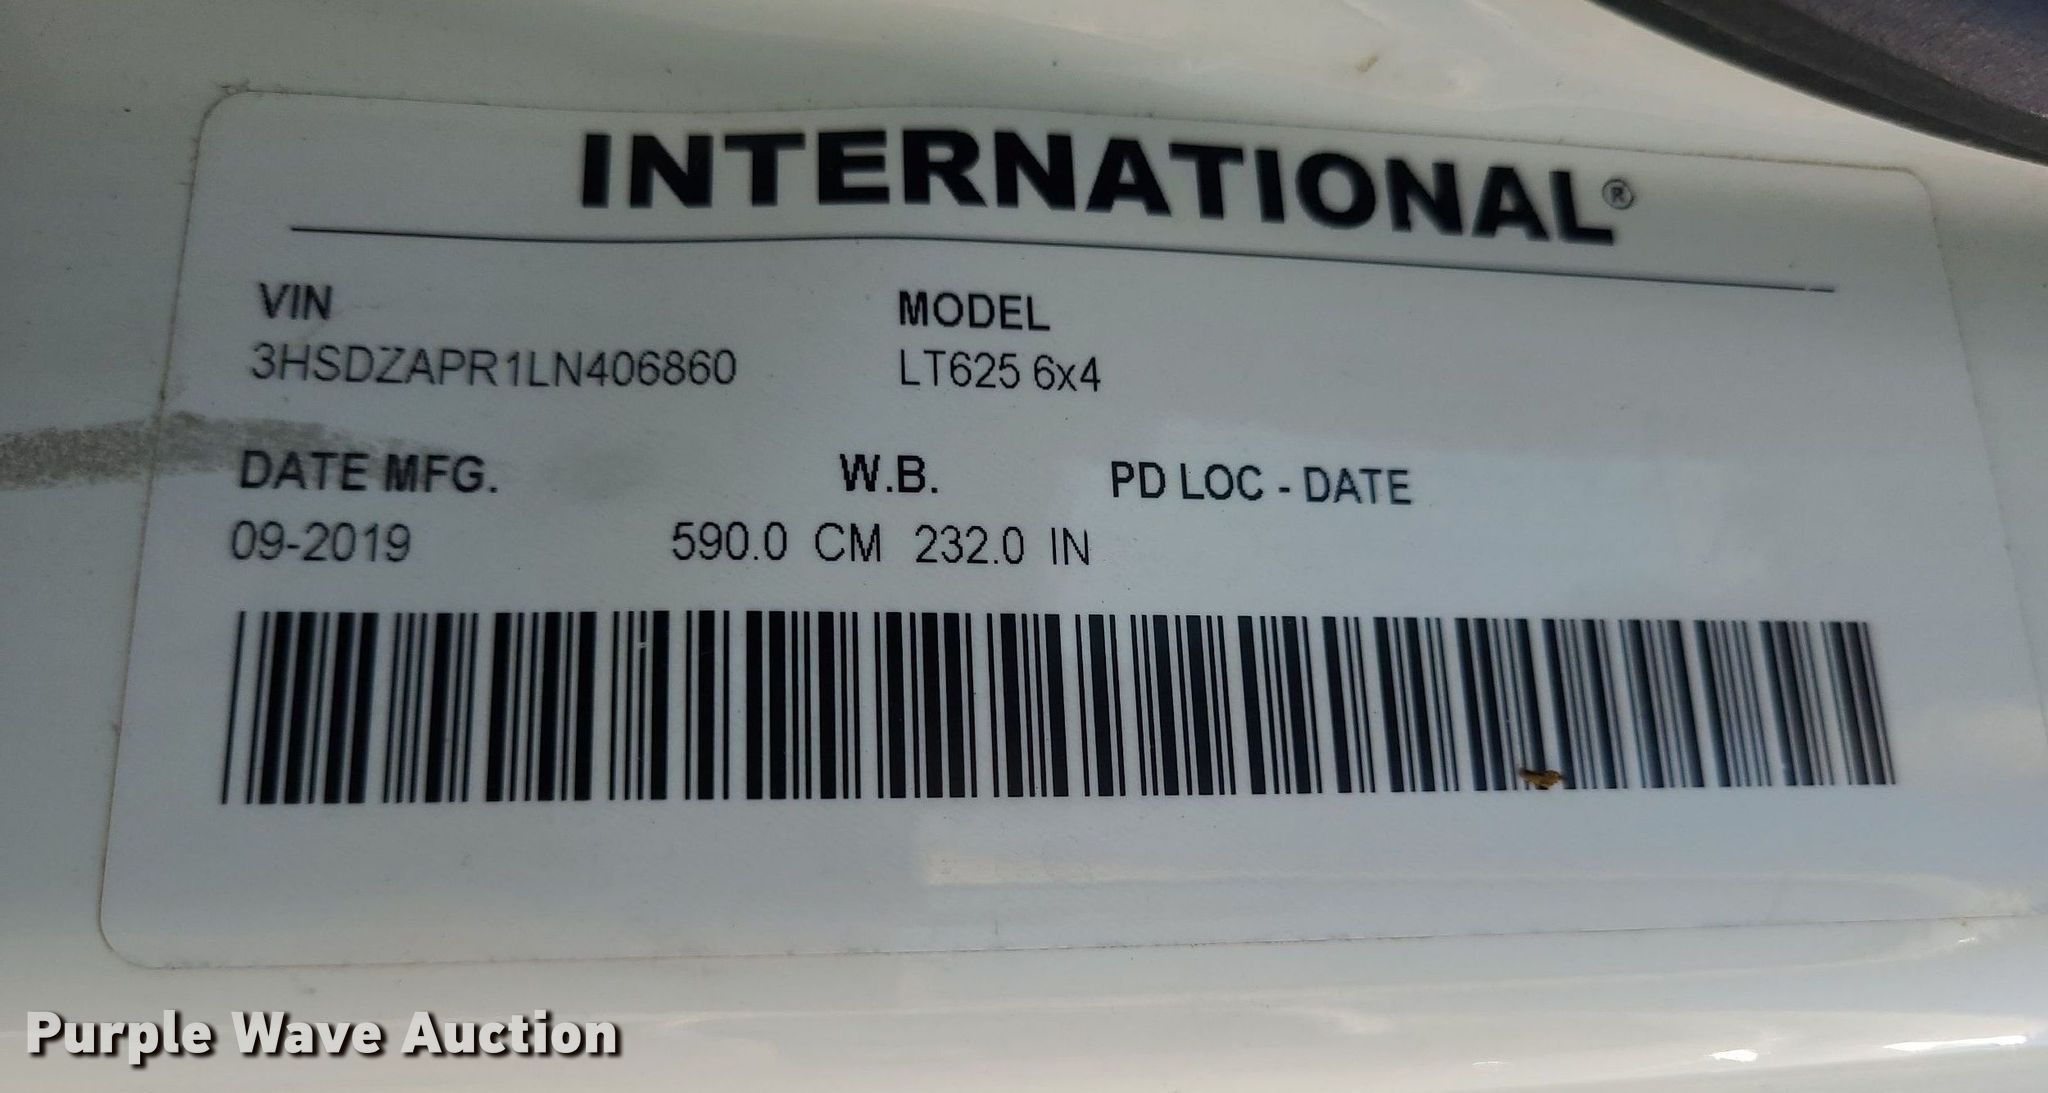 INTERNATIONAL®
VIN MODEL
3HSDZAPR1LN406860 LT625 6x4
DATE MFG. W.B. PD LOC - DATE
09-2019 590.0 CM 232.0 IN
Purple Wave Auction